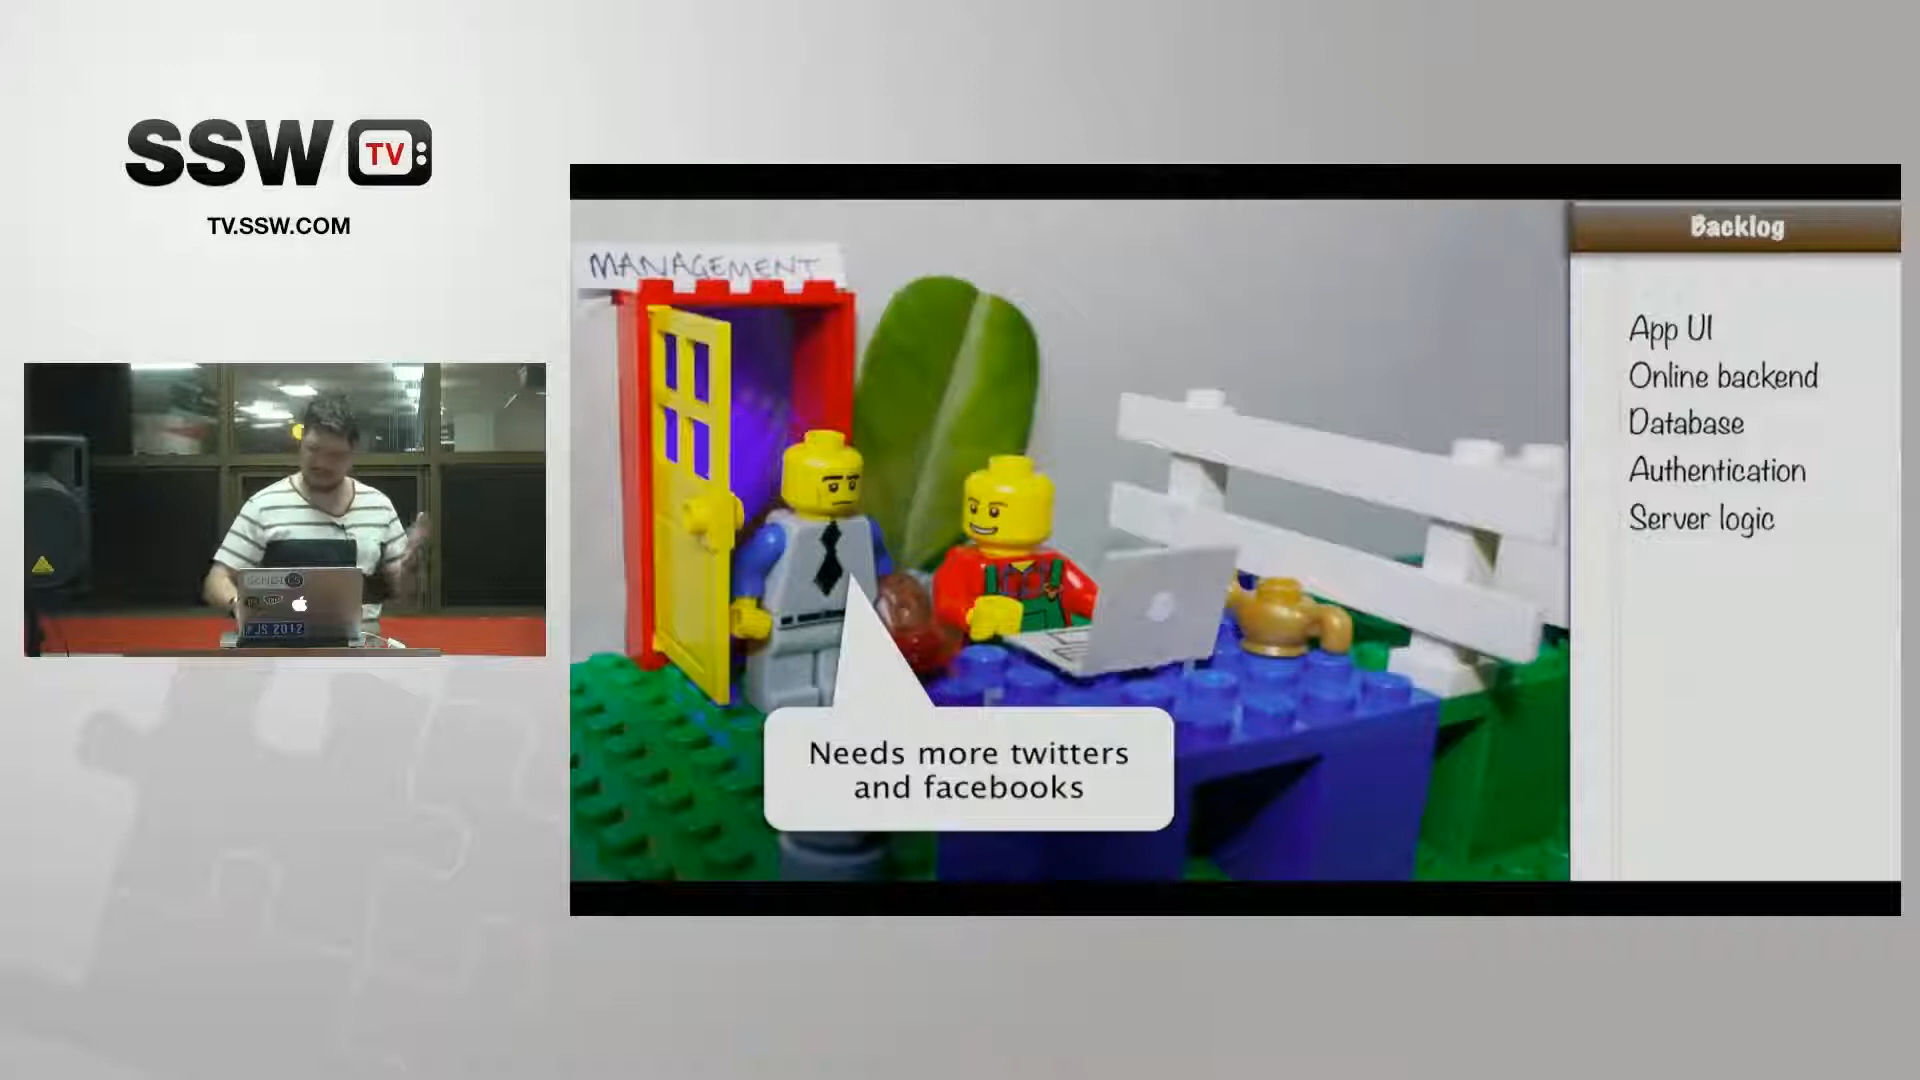 SSW TV
TV.SSW.COM
MANAGEMENT
Backlog
App UI
Online backend
Database
Authentication
Server logic
Needs more twitters
and facebooks
JS 2012